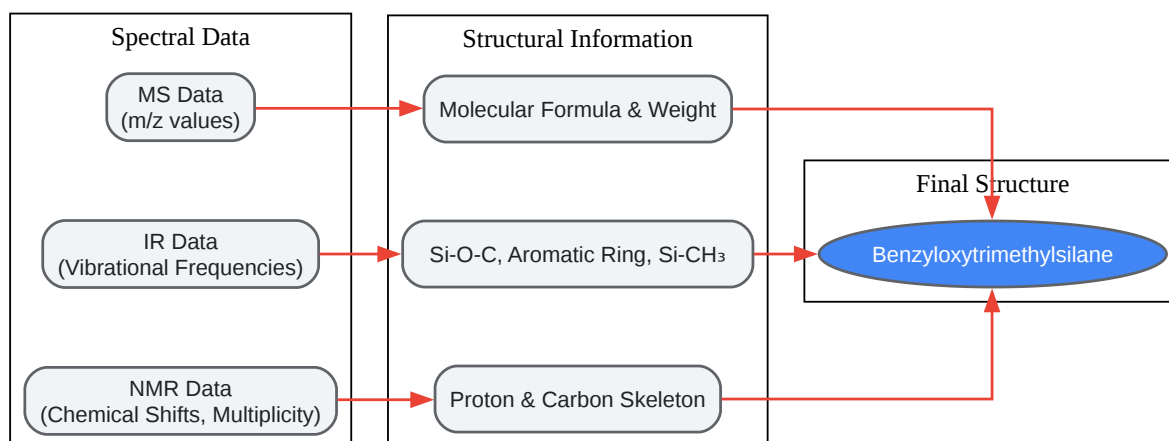 Spectral Data
MS Data
(m/z values)
IR Data
(Vibrational Frequencies)
NMR Data
(Chemical Shifts, Multiplicity)
Structural Information
Molecular Formula & Weight
Si-O-C, Aromatic Ring, Si-CH₃
Proton & Carbon Skeleton
Final Structure
Benzyloxytrimethylsilane